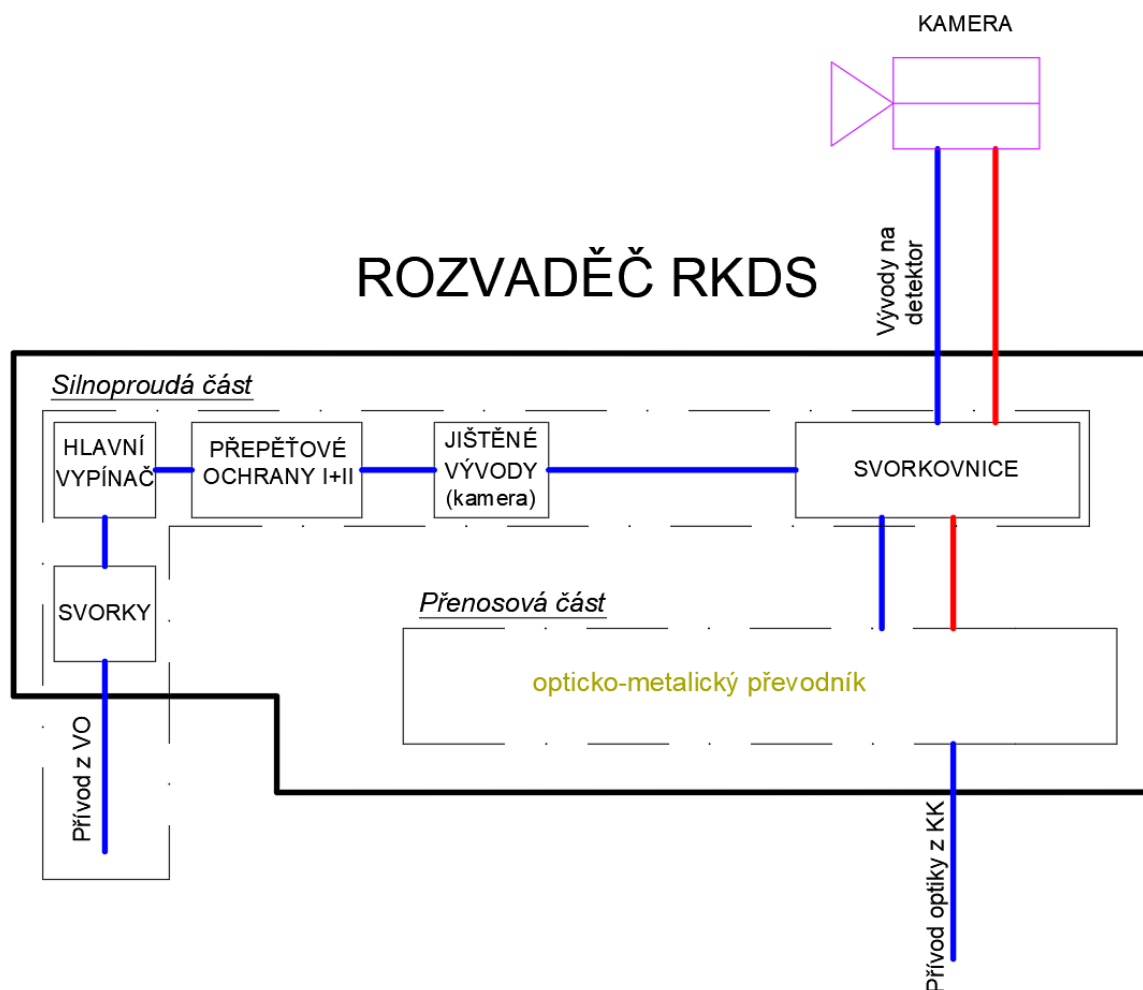 KAMERA
Vývody na
detektor
ROZVADĚČ RKDS
Silnoproudá část
HLAVNÍ
VYPÍNAČ
PŘEPĚŤOVÉ
OCHRANY I+II
JIŠTĚNÉ
VÝVODY
(kamera)
SVORKOVNICE
SVORKY
Přenosová část
opticko-metalický převodník
Přívod z VO
Přívod optiky z KK